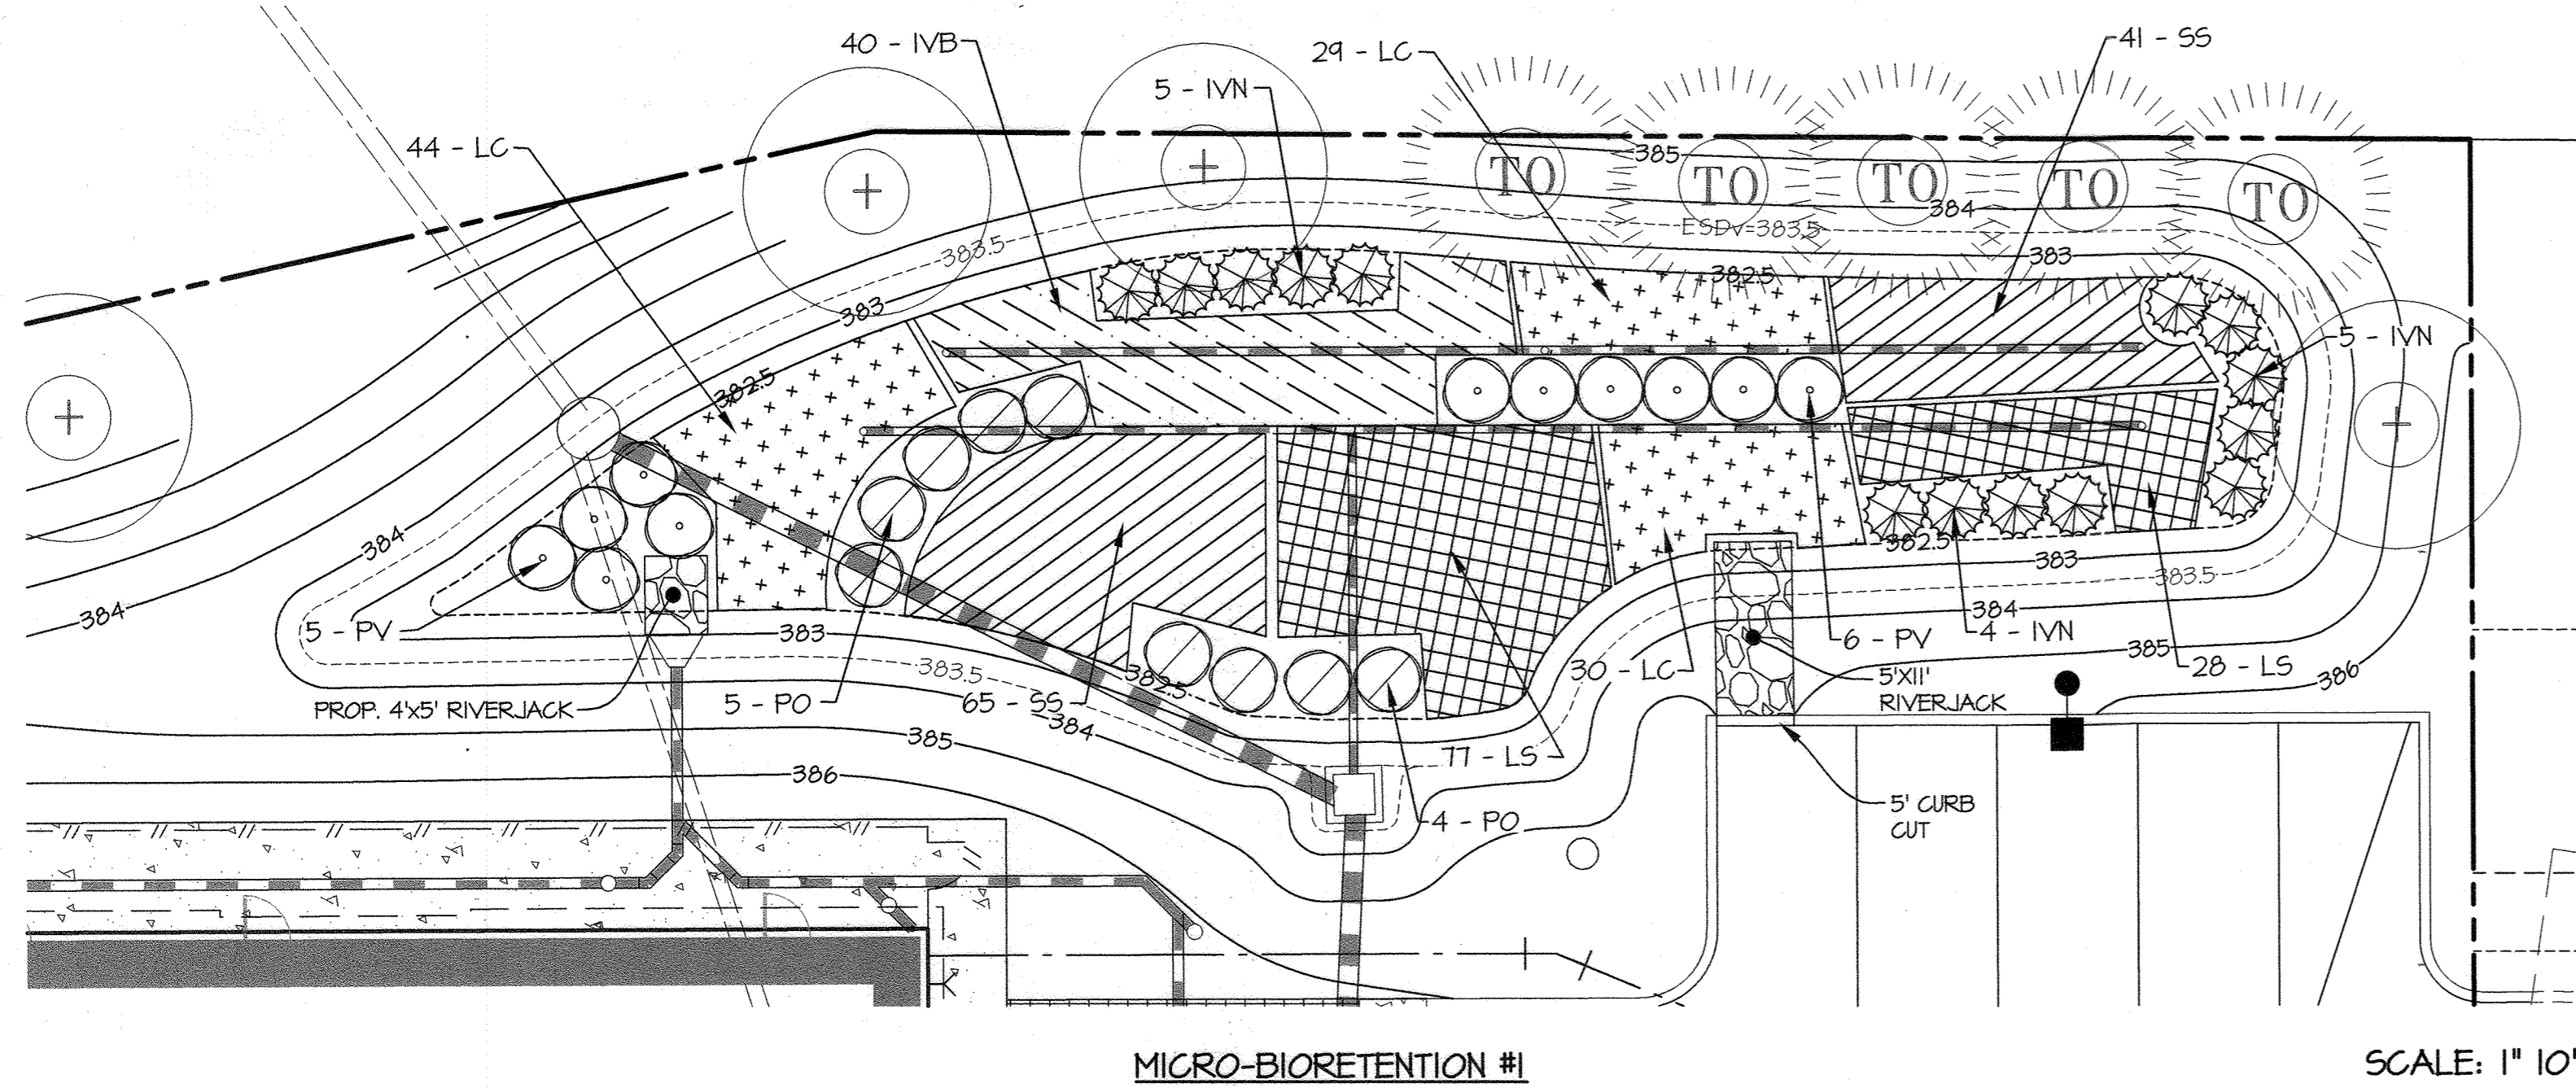 40 - IVB
29 - LC
41 - SS
5 - IVN
44 - LC
385
TO
TO
TO
TO
TO
384
ESDV=383.5
383.5
383
382.5
383
5 - IVN
382.5
384
382.5
383
383.5
384
384
5 - PV
383
6 - PV
4 - IVN
385
383.5
382.5
30 - LC
28 - LS
386
5'X11'
RIVERJACK
PROP. 4'x5' RIVERJACK
5 - PO
65 - SS
384
385
77 - LS
386
4 - PO
5' CURB
CUT
MICRO-BIORETENTION #1
SCALE: 1" 10'